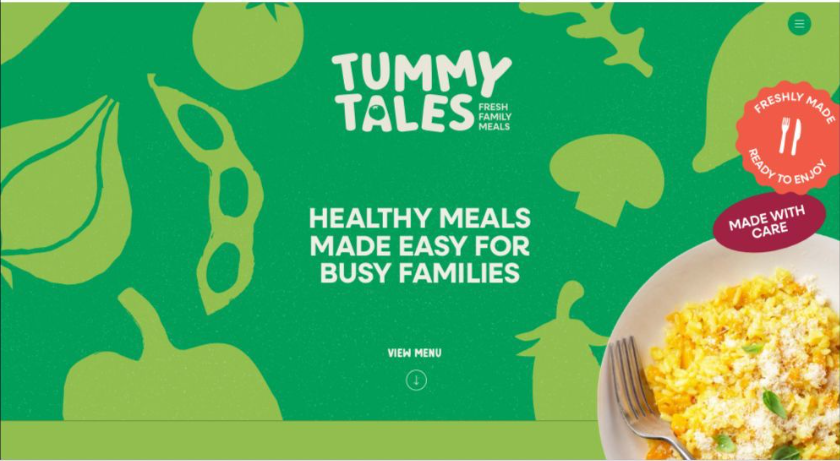 TUMMY
TALES
FRESH
FAMILY
MEALS
FRESHLY MADE
READY TO ENJOY
MADE WITH
CARE
HEALTHY MEALS
MADE EASY FOR
BUSY FAMILIES
VIEW MENU